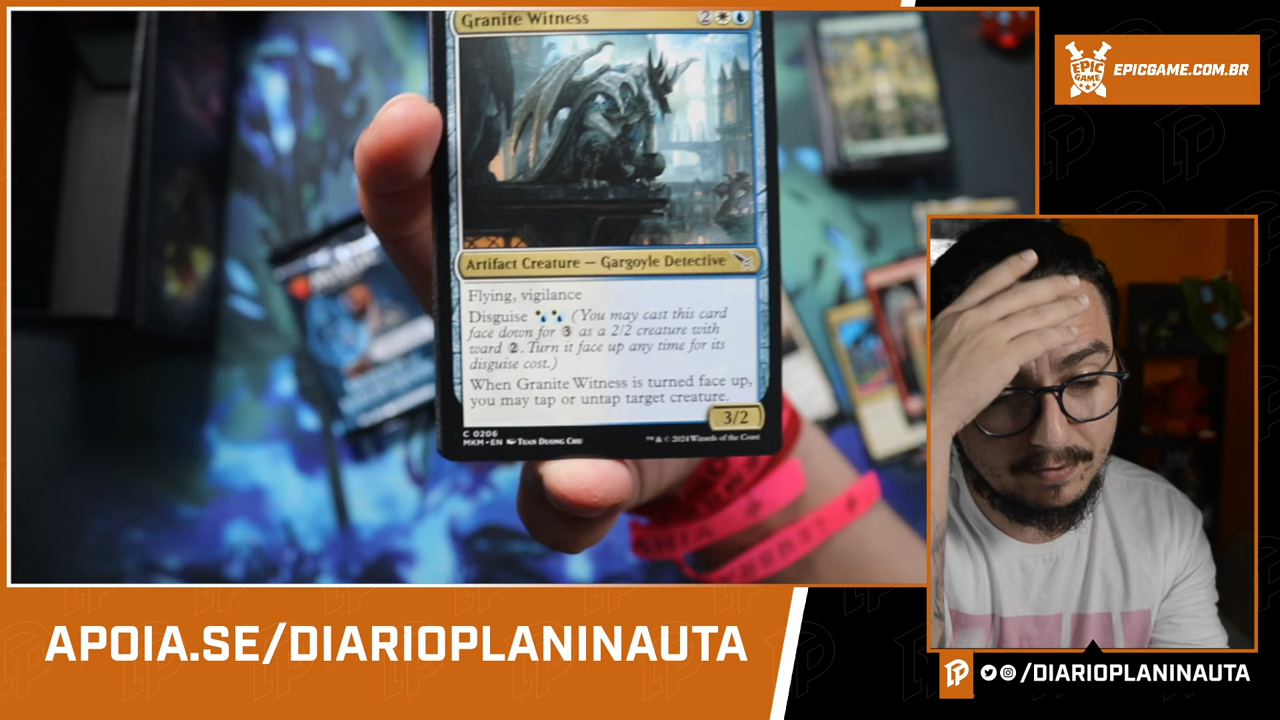 Granite Witness
2
Artifact Creature — Gargoyle Detective
Flying, vigilance
Disguise (You may cast this card
face down for 3 as a 2/2 creature with
ward 2. Turn it face up any time for its
disguise cost.)
When Granite Witness is turned face up,
you may tap or untap target creature.
3/2
C 0206
MKM • EN TUAN DUONG CHU
™ & © 2024 Wizards of the Coast
EPIC
GAME
EPICGAME.COM.BR
APOIA.SE/DIARIOPLANINAUTA
/DIARIOPLANINAUTA